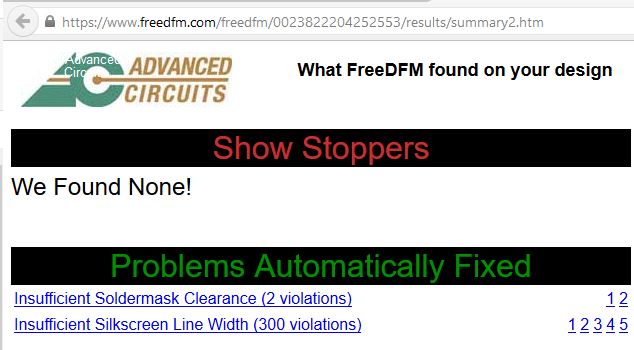 https://www.freedfm.com/freedfm/0023822204252553/results/summary2.htm
Advanced
Circ
ADVANCED
CIRCUITS
What FreeDFM found on your design
Show Stoppers
We Found None!
Problems Automatically Fixed
Insufficient Soldermask Clearance (2 violations) 1 2
Insufficient Silkscreen Line Width (300 violations) 1 2 3 4 5